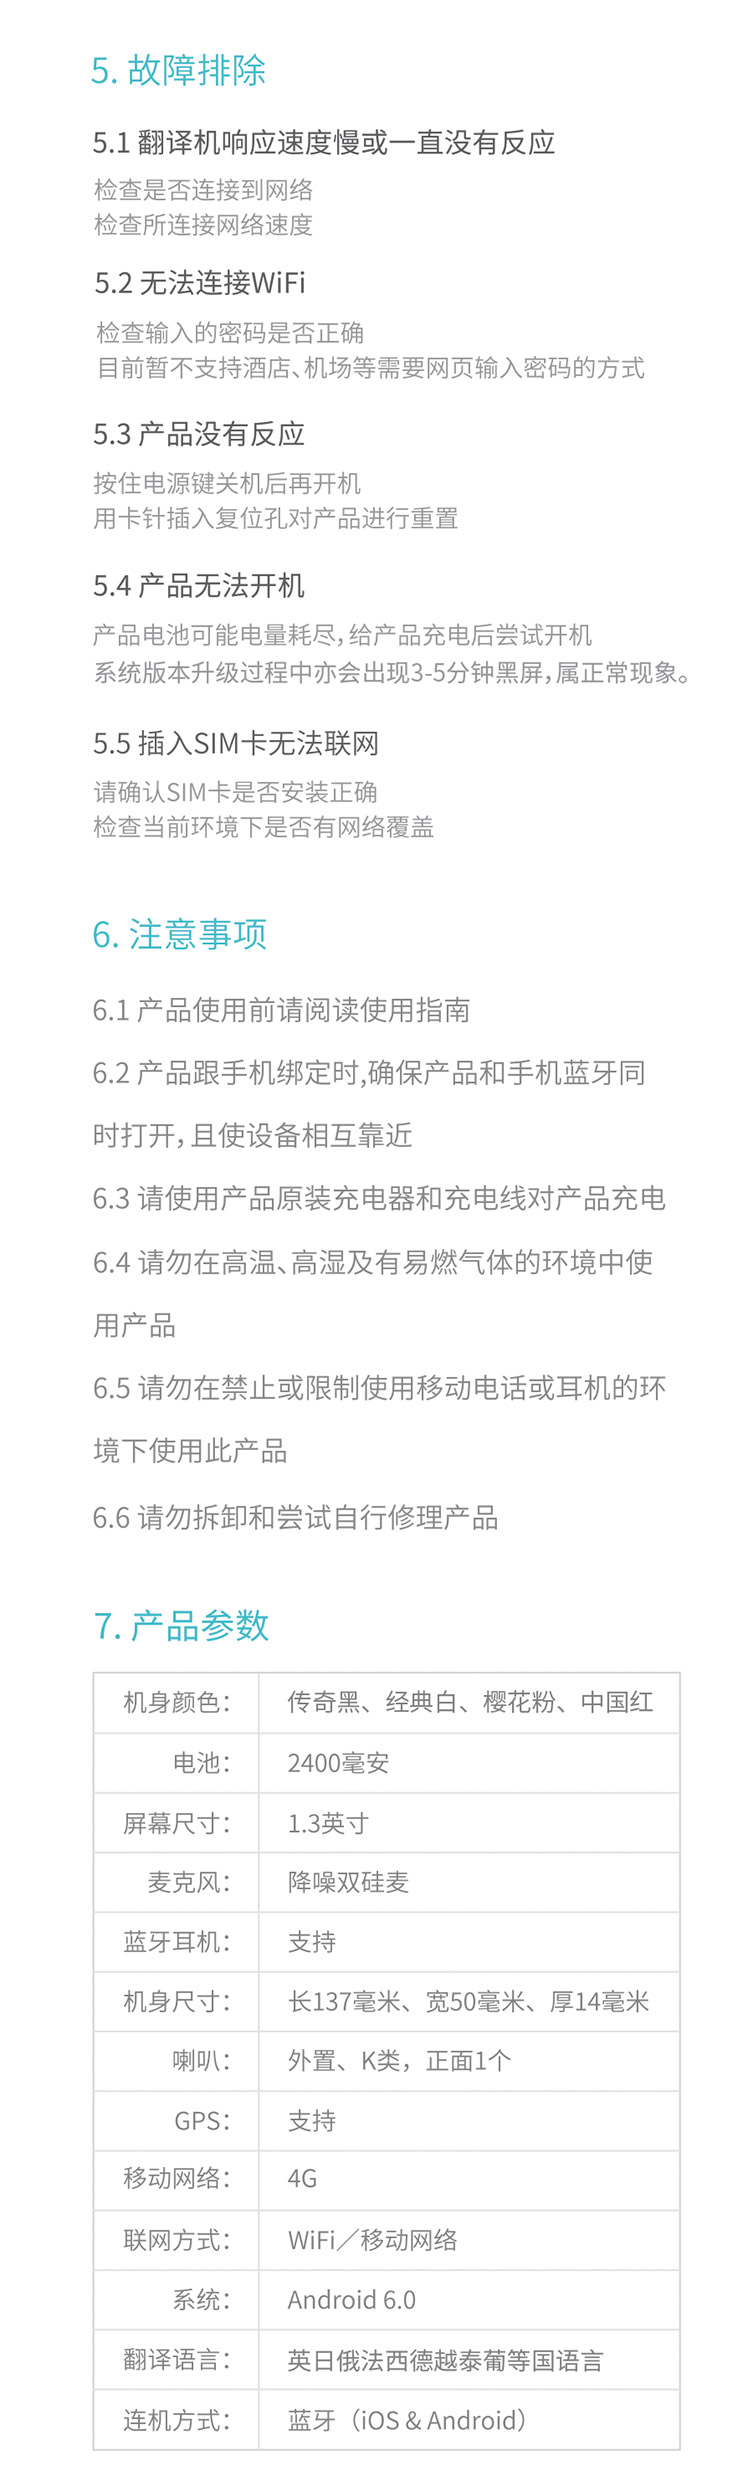 5. 故障排除
5.1 翻译机响应速度慢或一直没有反应
检查是否连接到网络
检查所连接网络速度
5.2 无法连接WiFi
检查输入的密码是否正确
目前暂不支持酒店、机场等需要网页输入密码的方式
5.3 产品没有反应
按住电源键关机后再开机
用卡针插入复位孔对产品进行重置
5.4 产品无法开机
产品电池可能电量耗尽，给产品充电后尝试开机
系统版本升级过程中亦会出现3-5分钟黑屏，属正常现象。
5.5 插入SIM卡无法联网
请确认SIM卡是否安装正确
检查当前环境下是否有网络覆盖
6. 注意事项
6.1 产品使用前请阅读使用指南
6.2 产品跟手机绑定时,确保产品和手机蓝牙同
时打开，且使设备相互靠近
6.3 请使用产品原装充电器和充电线对产品充电
6.4 请勿在高温、高湿及有易燃气体的环境中使
用产品
6.5 请勿在禁止或限制使用移动电话或耳机的环
境下使用此产品
6.6 请勿拆卸和尝试自行修理产品
7. 产品参数
机身颜色： 传奇黑、经典白、樱花粉、中国红
电池： 2400毫安
屏幕尺寸： 1.3英寸
麦克风： 降噪双硅麦
蓝牙耳机： 支持
机身尺寸： 长137毫米、宽50毫米、厚14毫米
喇叭： 外置、K类，正面1个
GPS： 支持
移动网络： 4G
联网方式： WiFi／移动网络
系统： Android 6.0
翻译语言： 英日俄法西德越泰葡等国语言
连机方式： 蓝牙（iOS & Android）